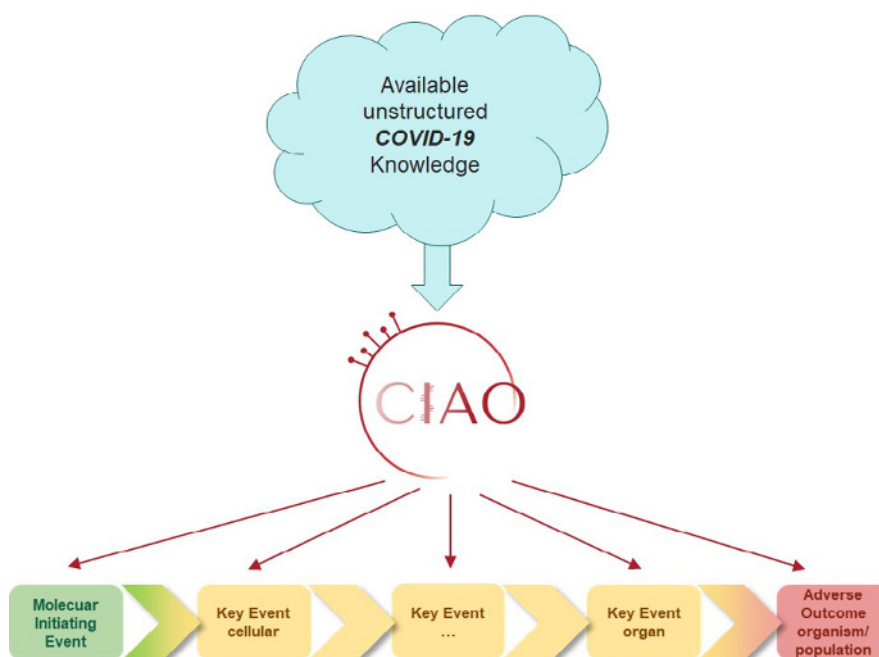 Available
unstructured
COVID-19
Knowledge
CIAO
Molecuar
Initiating
Event
Key Event
cellular
Key Event
...
Key Event
organ
Adverse
Outcome
organism/
population